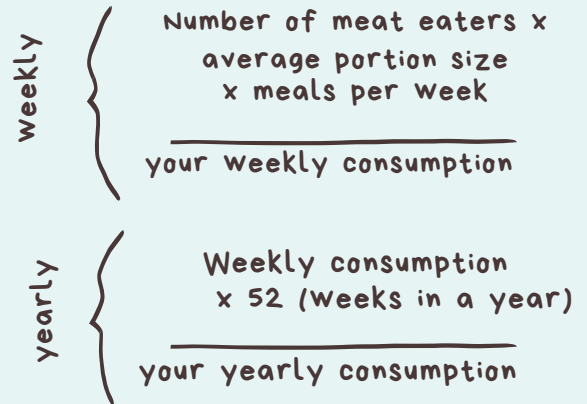 weekly
Number of meat eaters x
average portion size
x meals per week
your weekly consumption
yearly
Weekly consumption
x 52 (weeks in a year)
your yearly consumption